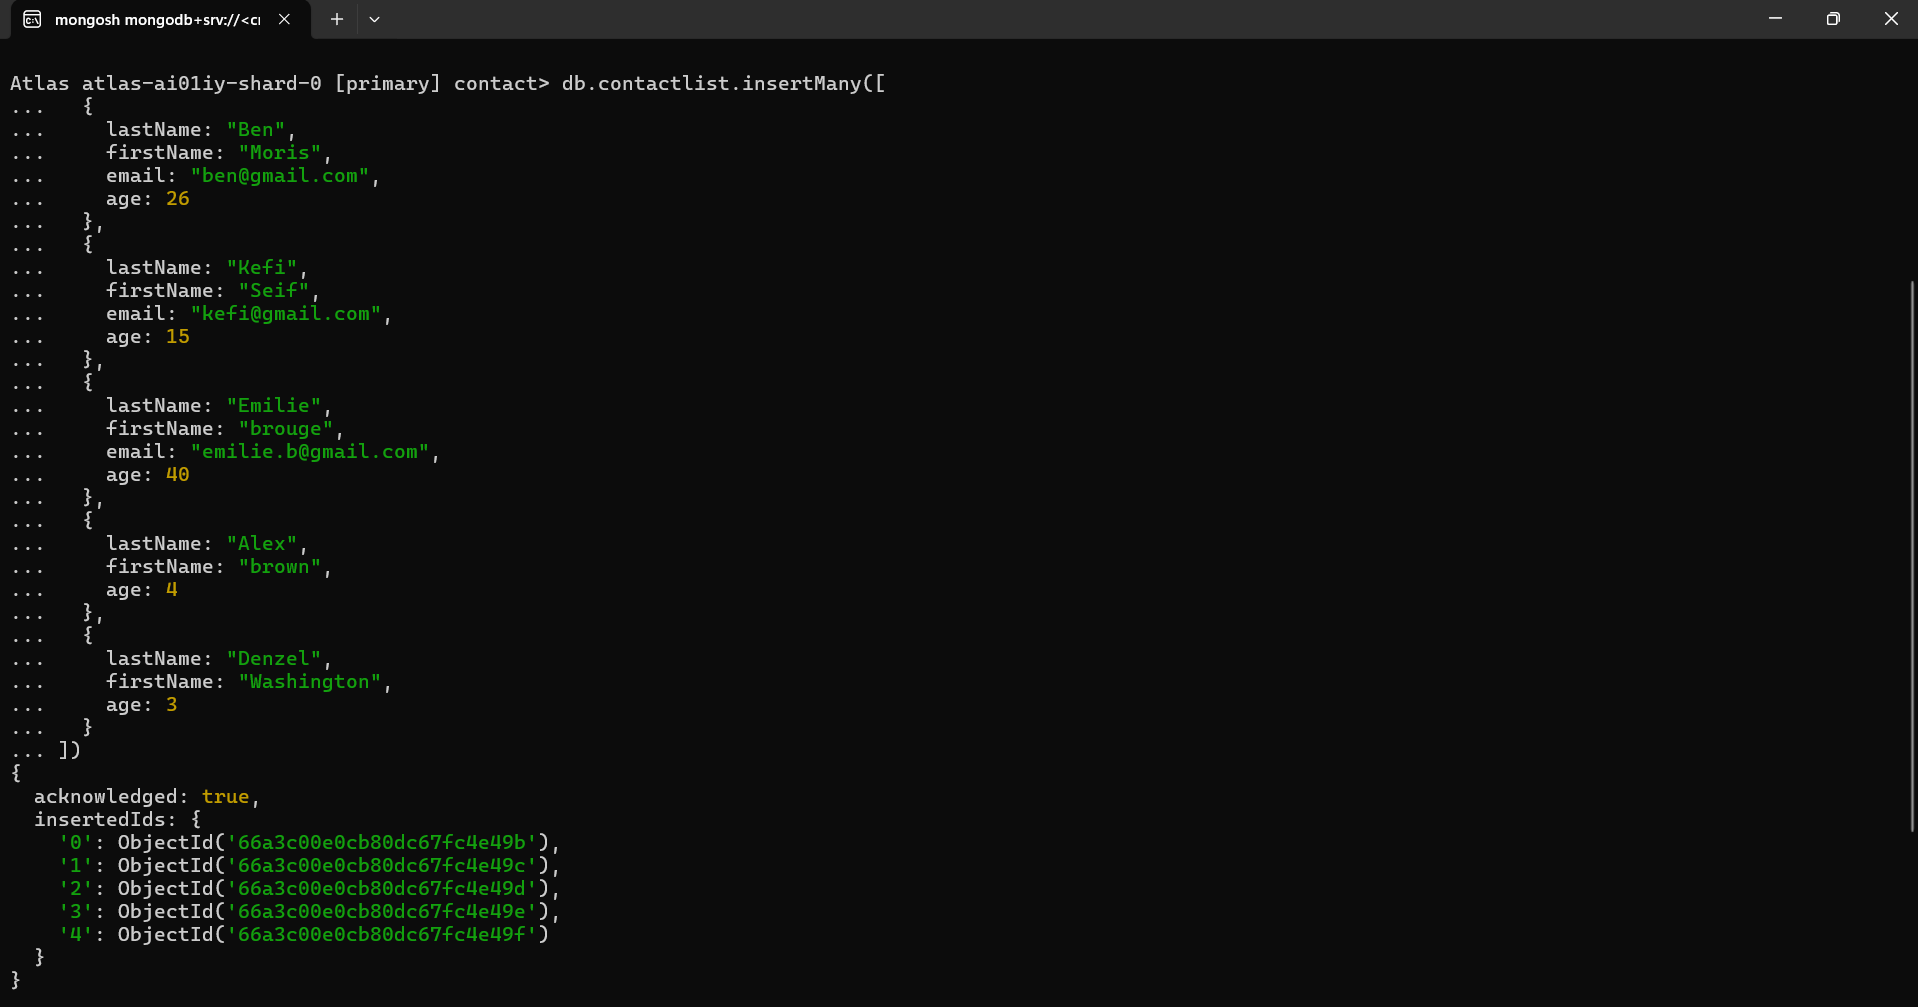 mongosh mongodb+srv://<cr
Atlas atlas-ai01iy-shard-0 [primary] contact> db.contactlist.insertMany([
...   {
...     lastName: "Ben",
...     firstName: "Moris",
...     email: "ben@gmail.com",
...     age: 26
...   },
...   {
...     lastName: "Kefi",
...     firstName: "Seif",
...     email: "kefi@gmail.com",
...     age: 15
...   },
...   {
...     lastName: "Emilie",
...     firstName: "brouge",
...     email: "emilie.b@gmail.com",
...     age: 40
...   },
...   {
...     lastName: "Alex",
...     firstName: "brown",
...     age: 4
...   },
...   {
...     lastName: "Denzel",
...     firstName: "Washington",
...     age: 3
...   }
... ])
{
  acknowledged: true,
  insertedIds: {
    '0': ObjectId('66a3c00e0cb80dc67fc4e49b'),
    '1': ObjectId('66a3c00e0cb80dc67fc4e49c'),
    '2': ObjectId('66a3c00e0cb80dc67fc4e49d'),
    '3': ObjectId('66a3c00e0cb80dc67fc4e49e'),
    '4': ObjectId('66a3c00e0cb80dc67fc4e49f')
  }
}